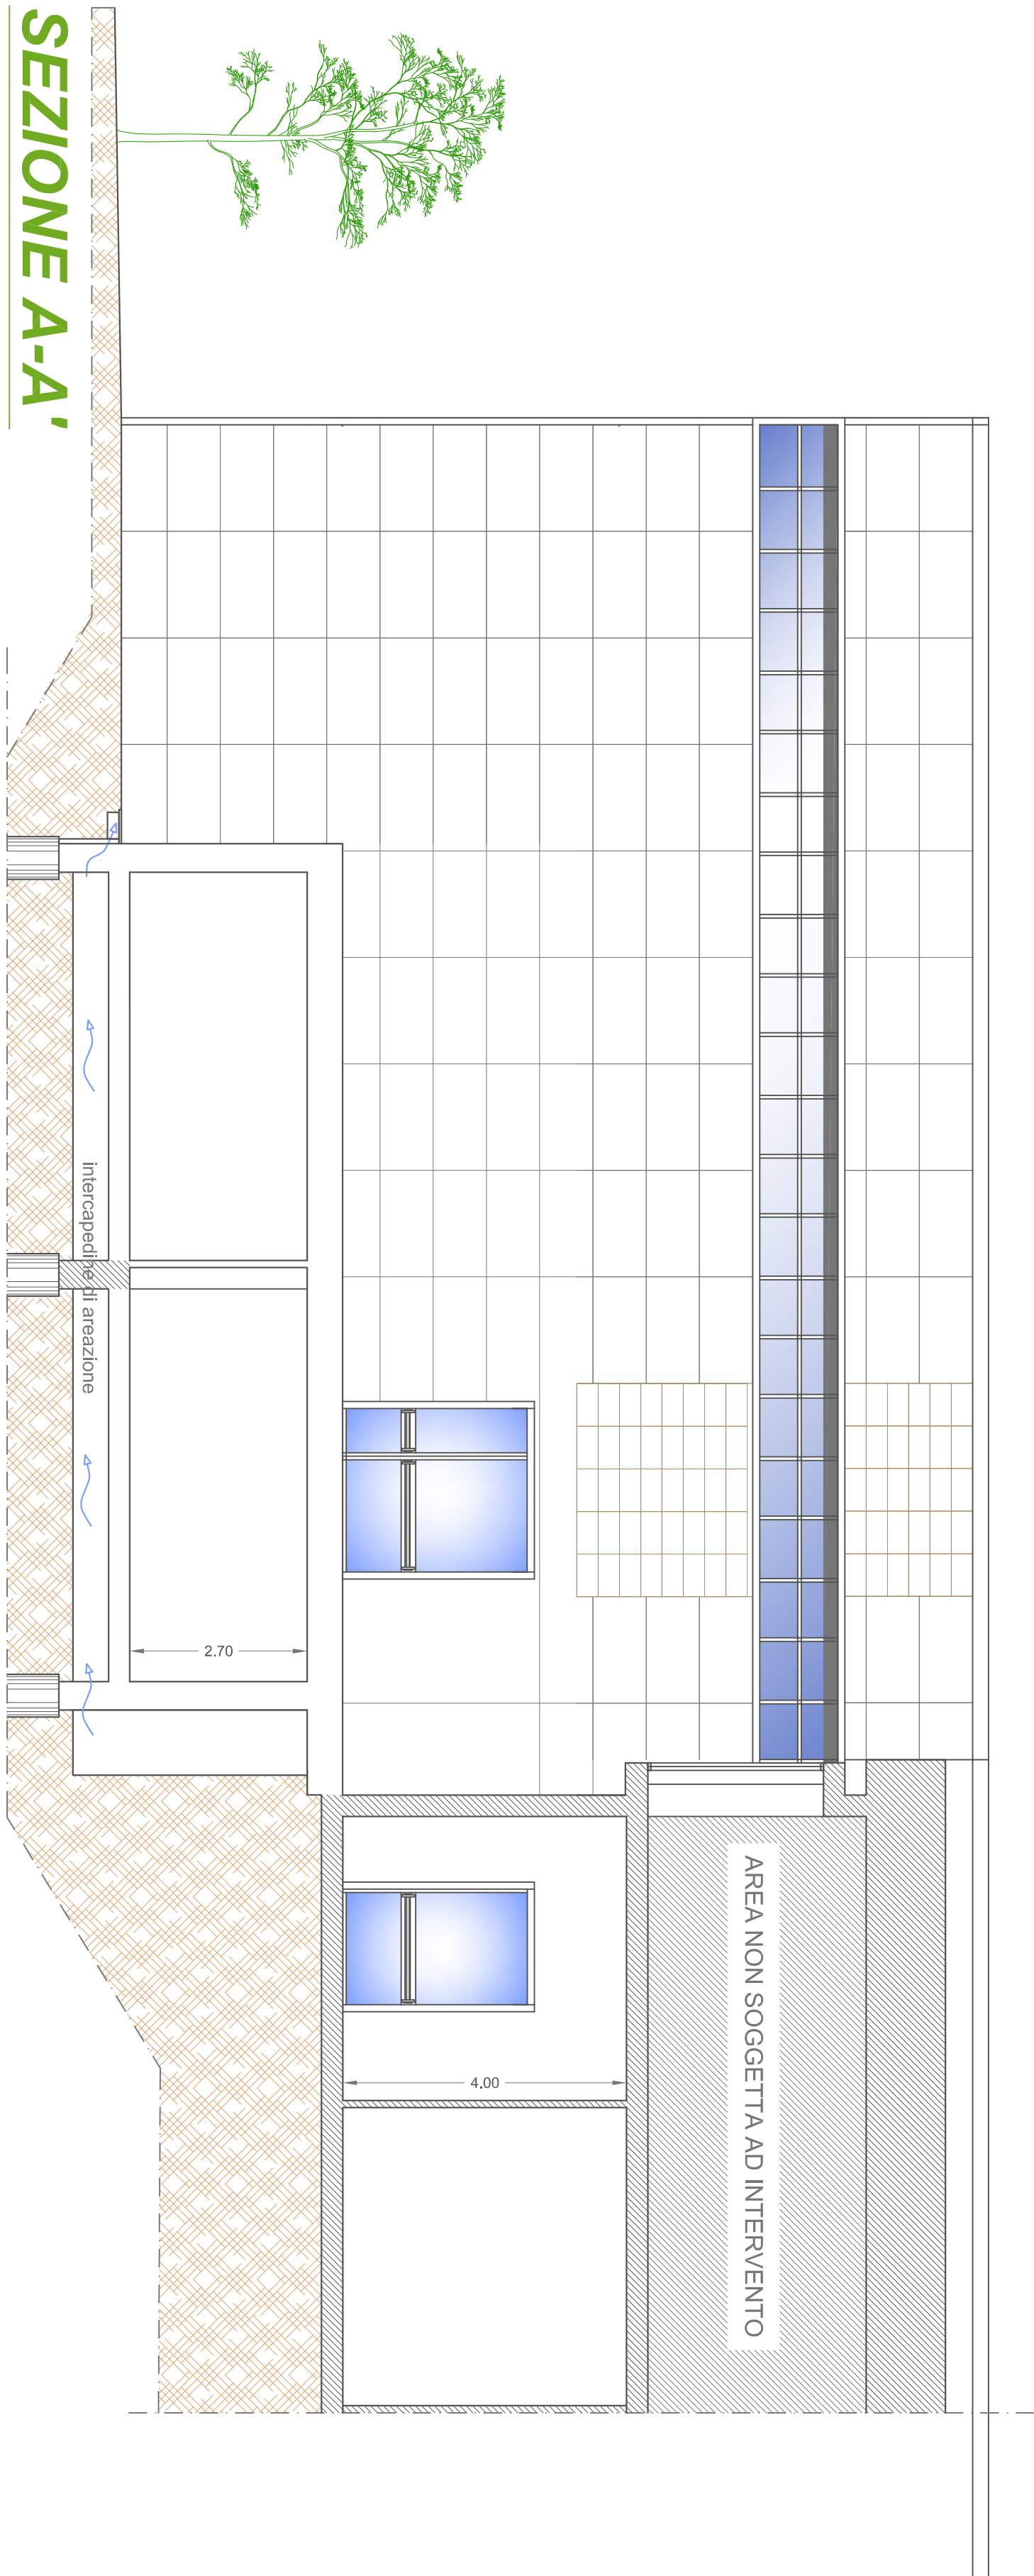 SEZIONE A-A'
intercapedine di areazione
2.70
4.00
AREA NON SOGGETTA AD INTERVENTO